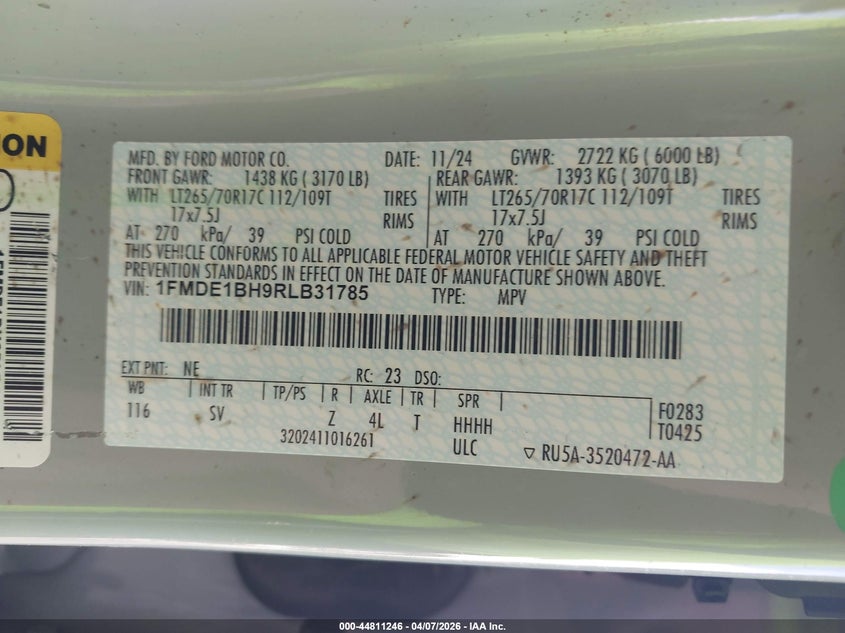 ON
MFD. BY FORD MOTOR CO. DATE: 11/24 GVWR: 2722 KG ( 6000 LB)
FRONT GAWR: 1438 KG ( 3170 LB) REAR GAWR: 1393 KG ( 3070 LB)
WITH LT265/70R17C 112/109T TIRES WITH LT265/70R17C 112/109T TIRES
17x7.5J RIMS 17x7.5J RIMS
AT 270 kPa/ 39 PSI COLD AT 270 kPa/ 39 PSI COLD
THIS VEHICLE CONFORMS TO ALL APPLICABLE FEDERAL MOTOR VEHICLE SAFETY AND THEFT
PREVENTION STANDARDS IN EFFECT ON THE DATE OF MANUFACTURE SHOWN ABOVE.
VIN: 1FMDE1BH9RLB31785 TYPE: MPV
EXT PNT: NE RC: 23 DSO:
WB INT TR TP/PS R AXLE TR SPR F0283
116 SV Z 4L T HHHH T0425
3202411016261 ULC ▽ RU5A-3520472-AA
000-44811246 - 04/07/2026 - IAA Inc.